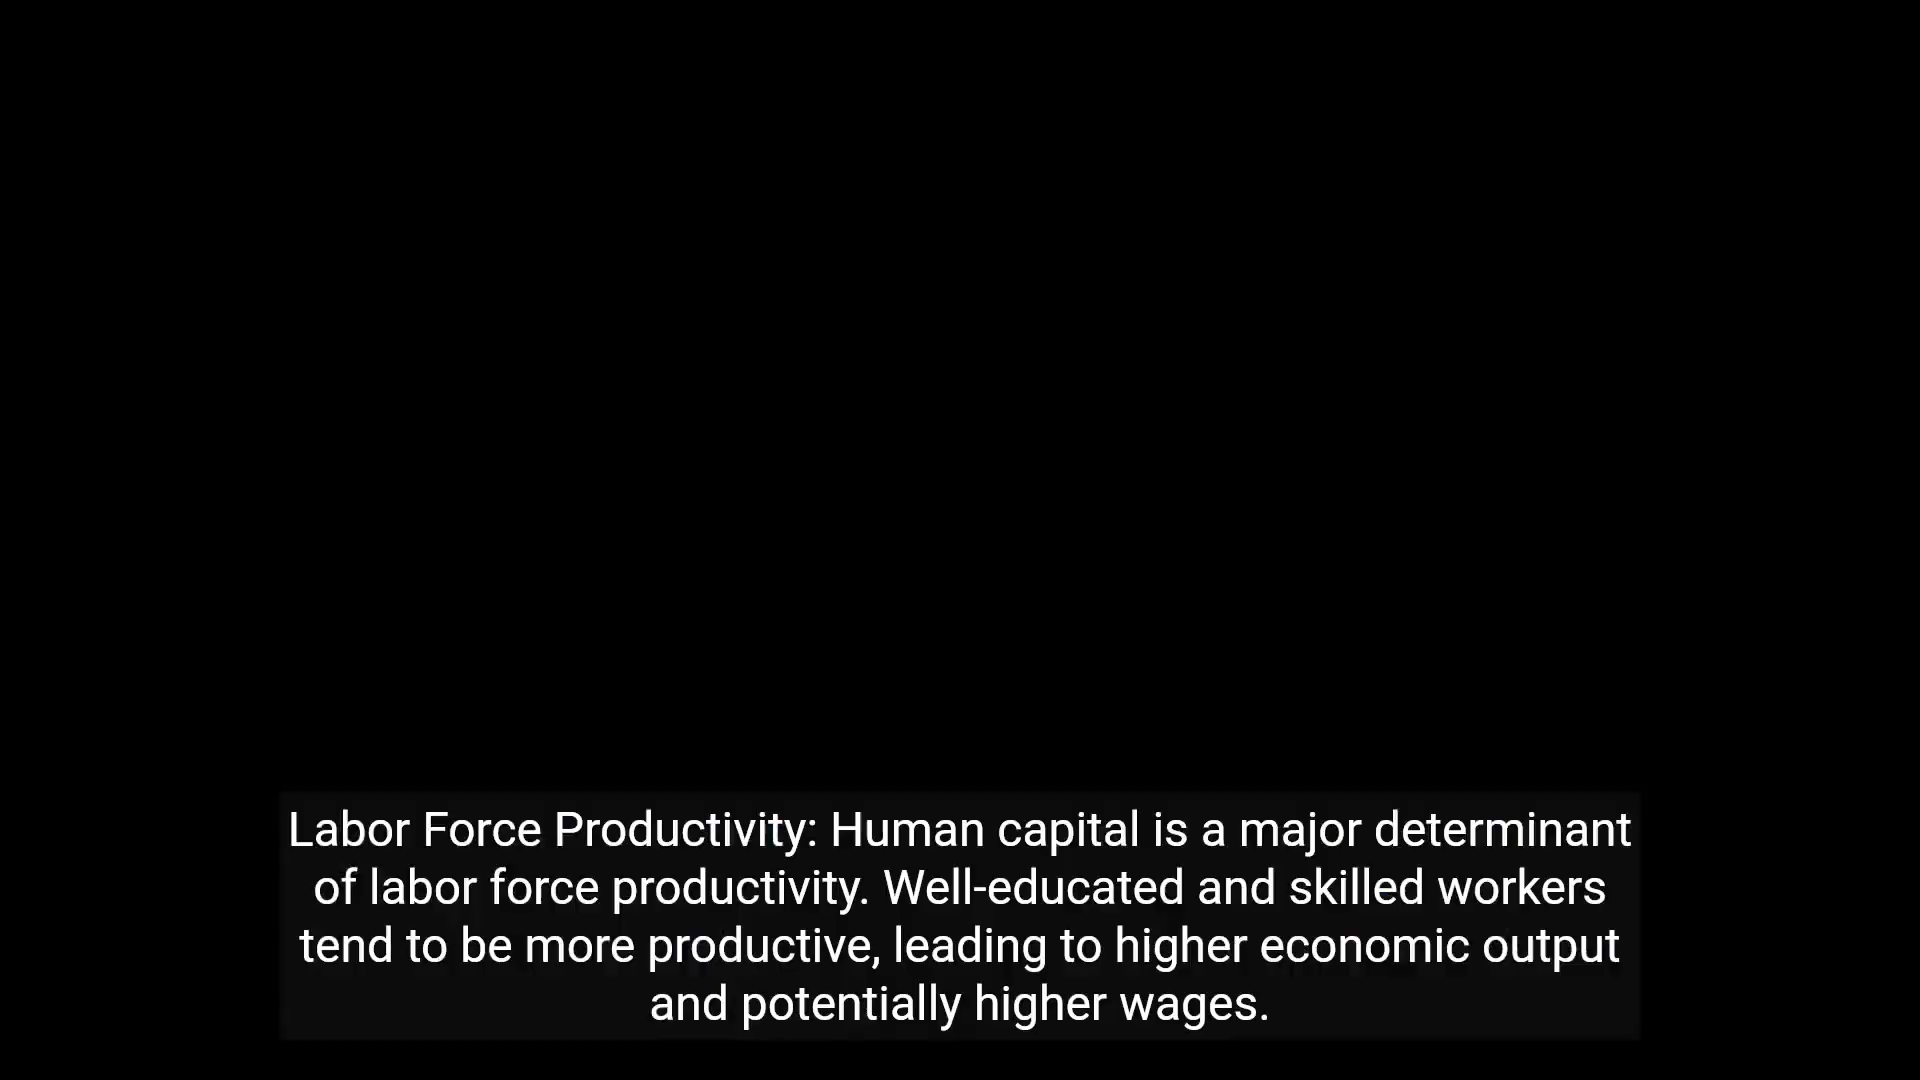 Labor Force Productivity: Human capital is a major determinant
of labor force productivity. Well-educated and skilled workers
tend to be more productive, leading to higher economic output
and potentially higher wages.